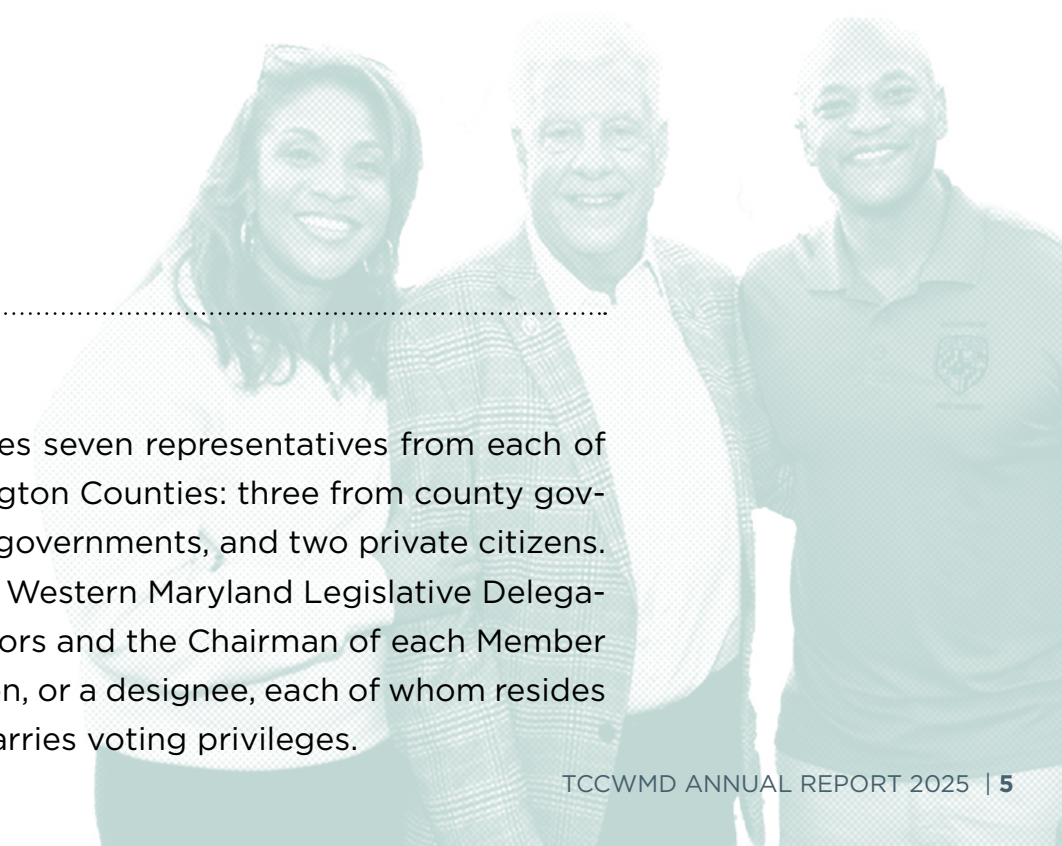 es seven representatives from each of
gton Counties: three from county gov-
governments, and two private citizens.
Western Maryland Legislative Delega-
ors and the Chairman of each Member
n, or a designee, each of whom resides
arries voting privileges.
TCCWMD ANNUAL REPORT 2025 | 5